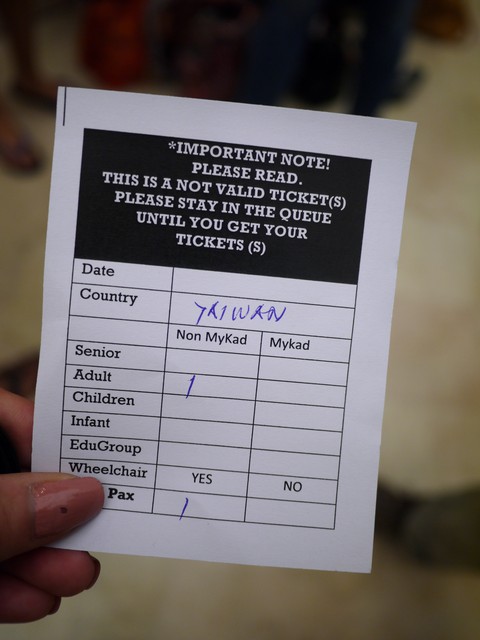 *IMPORTANT NOTE!
PLEASE READ.
THIS IS A NOT VALID TICKET(S)
PLEASE STAY IN THE QUEUE
UNTIL YOU GET YOUR
TICKETS (S)
Date
Country TAIWAN
Non MyKad Mykad
Senior
Adult 1
Children
Infant
EduGroup
Wheelchair YES NO
Pax 1